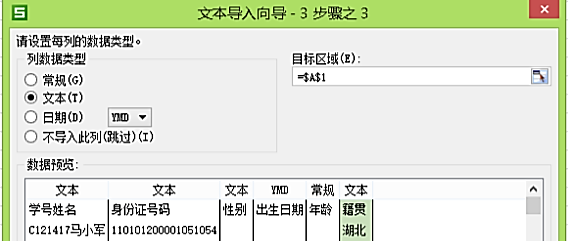 文本导入向导 - 3 步骤之 3
请设置每列的数据类型。
列数据类型
常规(G)
文本(T)
日期(D) YMD
不导入此列(跳过)(I)
目标区域(E):
=$A$1
数据预览:
文本 文本 文本 YMD 常规 文本
学号姓名 身份证号码 性别 出生日期 年龄 籍贯
C121417马小军 110101200001051054 湖北